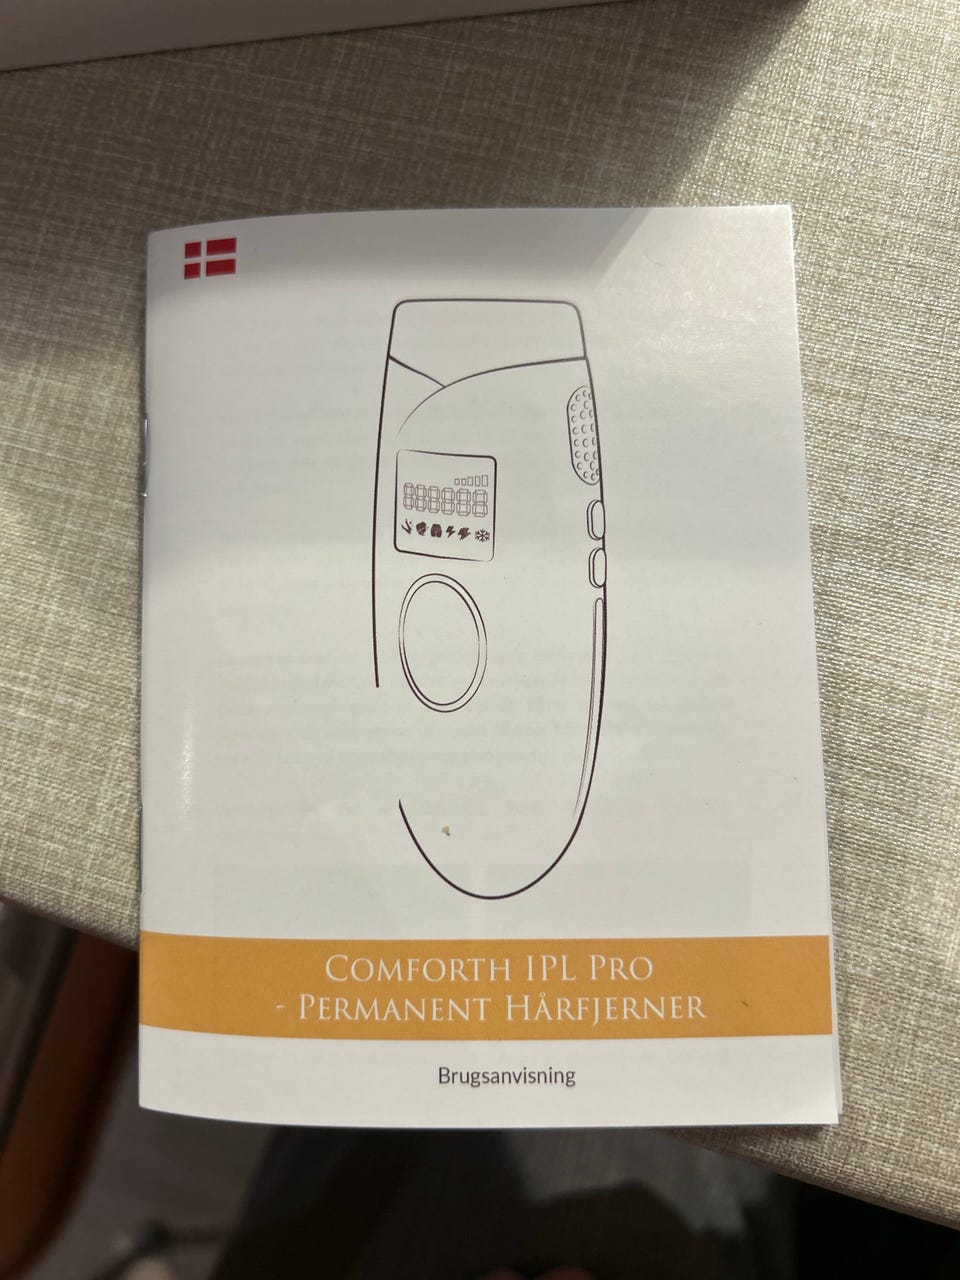 COMFORTH IPL PRO
- PERMANENT HÅRFJERNER
Brugsanvisning